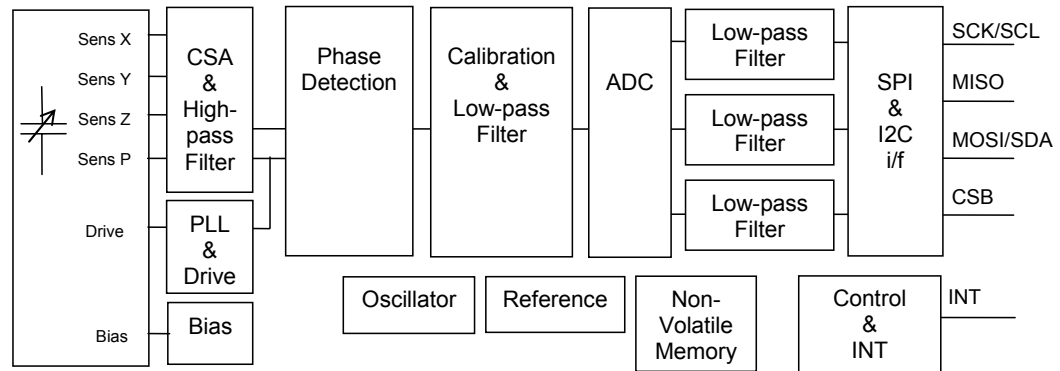 Sens X
Sens Y
Sens Z
Sens P
Drive
Bias
CSA
&
High-
pass
Filter
PLL
&
Drive
Bias
Phase
Detection
Calibration
&
Low-pass
Filter
ADC
Low-pass
Filter
Low-pass
Filter
Low-pass
Filter
SPI
&
I2C
i/f
SCK/SCL
MISO
MOSI/SDA
CSB
Oscillator
Reference
Non-
Volatile
Memory
Control
&
INT
INT